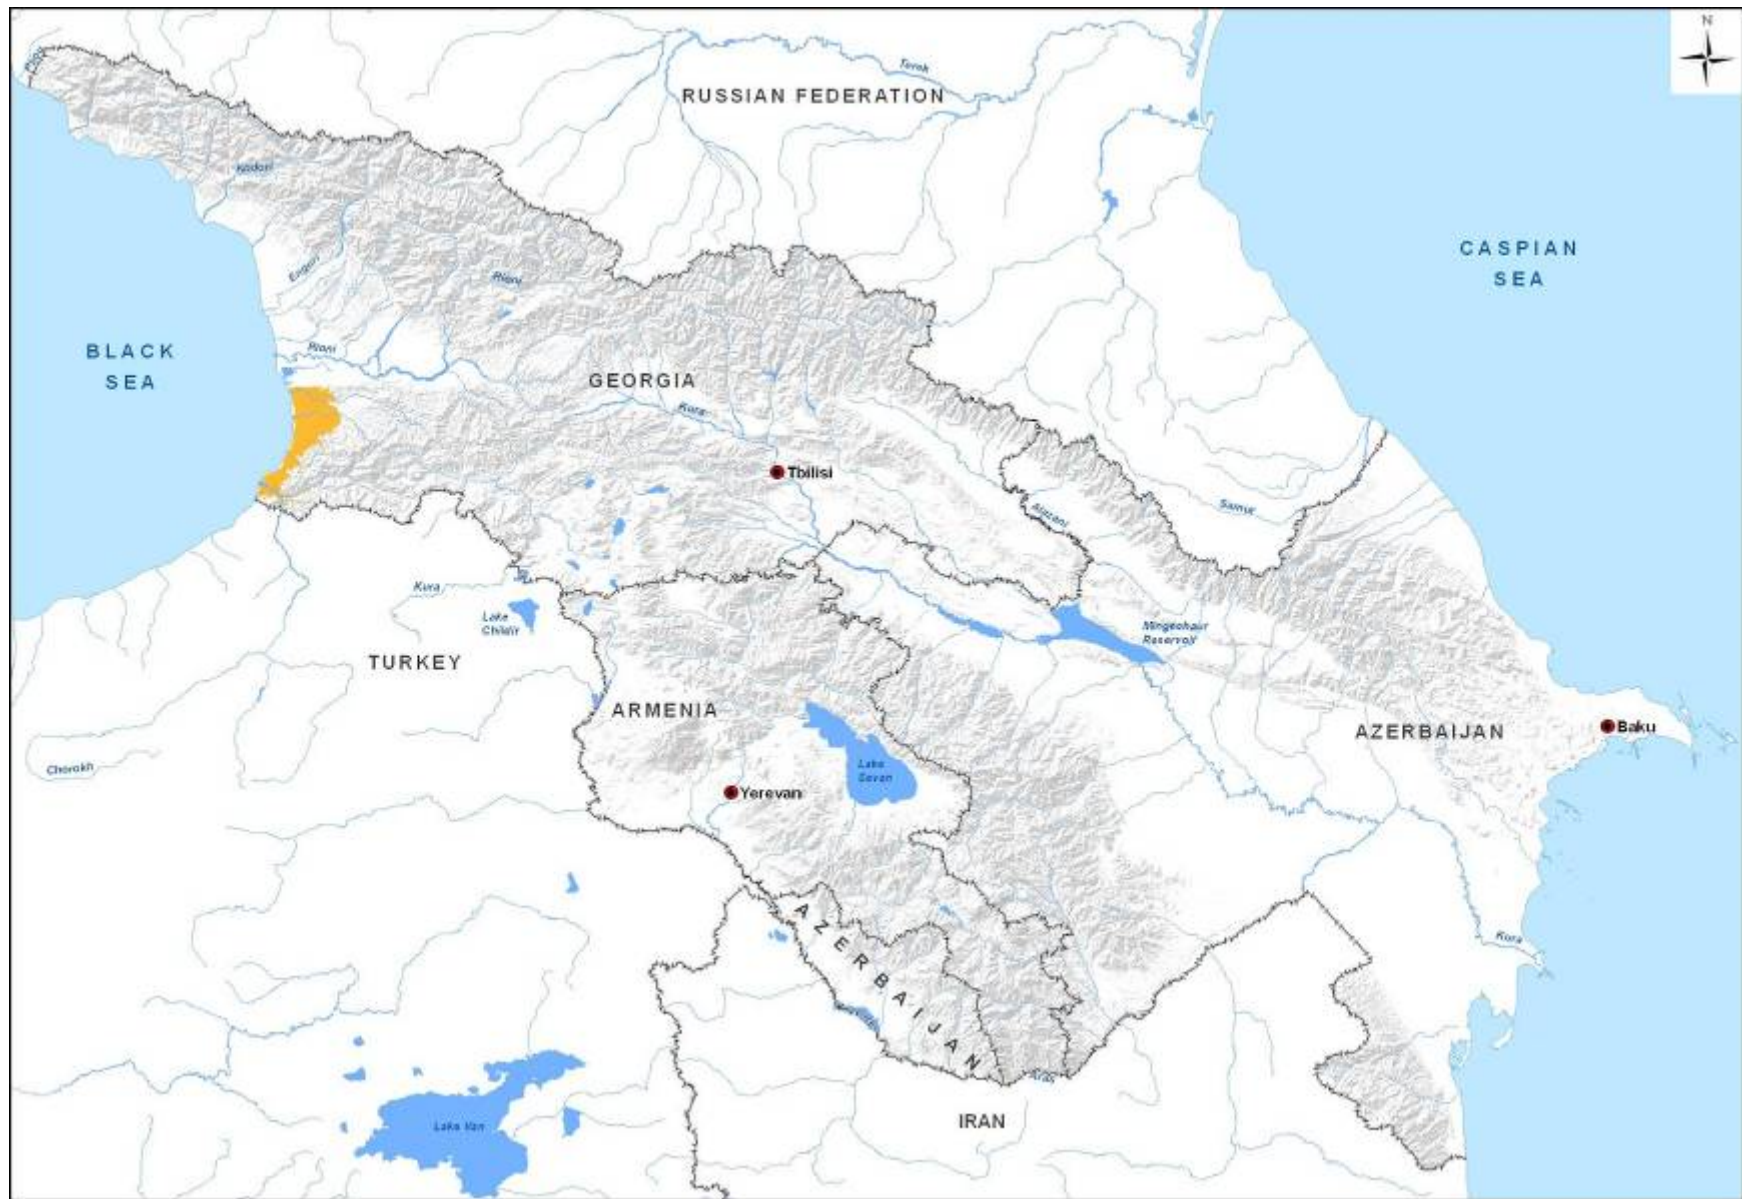 N
Psou
Terek
RUSSIAN FEDERATION
Kodori
CASPIAN
SEA
Enguri
Rioni
BLACK
SEA
Rioni
GEORGIA
Kura
Tbilisi
Alazani
Samur
Kura
Lake
Childir
Mingechaur
Reservoir
TURKEY
ARMENIA
AZERBAIJAN
Baku
Chorokh
Lake
Sevan
Yerevan
AZERBAIJAN
Kura
Aras
IRAN
Lake Van